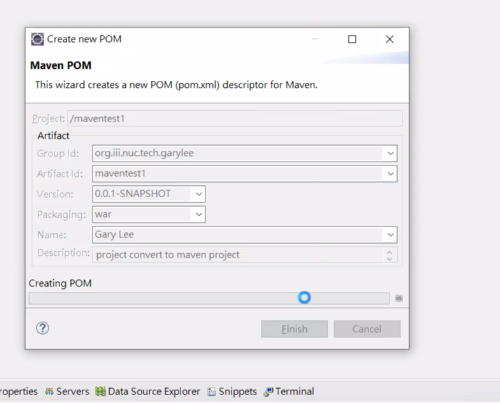 Create new POM
Maven POM
This wizard creates a new POM (pom.xml) descriptor for Maven.
Project: /maventest1
Artifact
Group Id: org.iii.nuc.tech.garylee
Artifact Id: maventest1
Version: 0.0.1-SNAPSHOT
Packaging: war
Name: Gary Lee
Description: project convert to maven project
Creating POM
Finish Cancel
roperties Servers Data Source Explorer Snippets Terminal